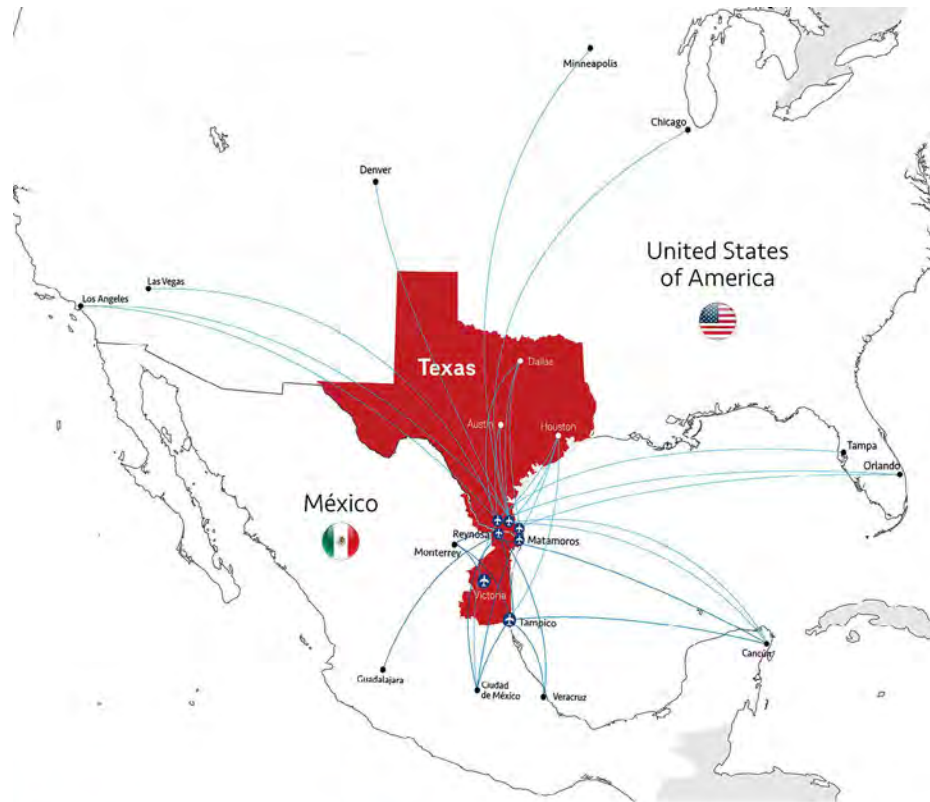 Minneapolis
Chicago
Denver
United States
of America
Las Vegas
Los Angeles
Texas
Dallas
Austin
Houston
Tampa
Orlando
México
Reynosa
Matamoros
Monterrey
Victoria
Tampico
Cancún
Guadalajara
Ciudad
de México
Veracruz